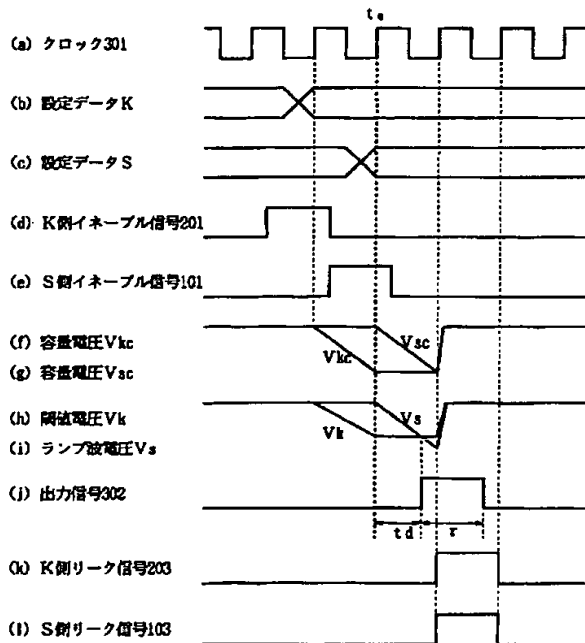 t₀
(a) クロック301
(b) 設定データK
(c) 設定データS
(d) K側イネーブル信号201
(e) S側イネーブル信号101
(f) 容量電圧Vkc
Vkc
Vsc
(g) 容量電圧Vsc
(h) 閾値電圧Vk
Vk
Vs
(i) ランプ波電圧Vs
(j) 出力信号302
td
τ
(k) K側リーク信号203
(l) S側リーク信号103